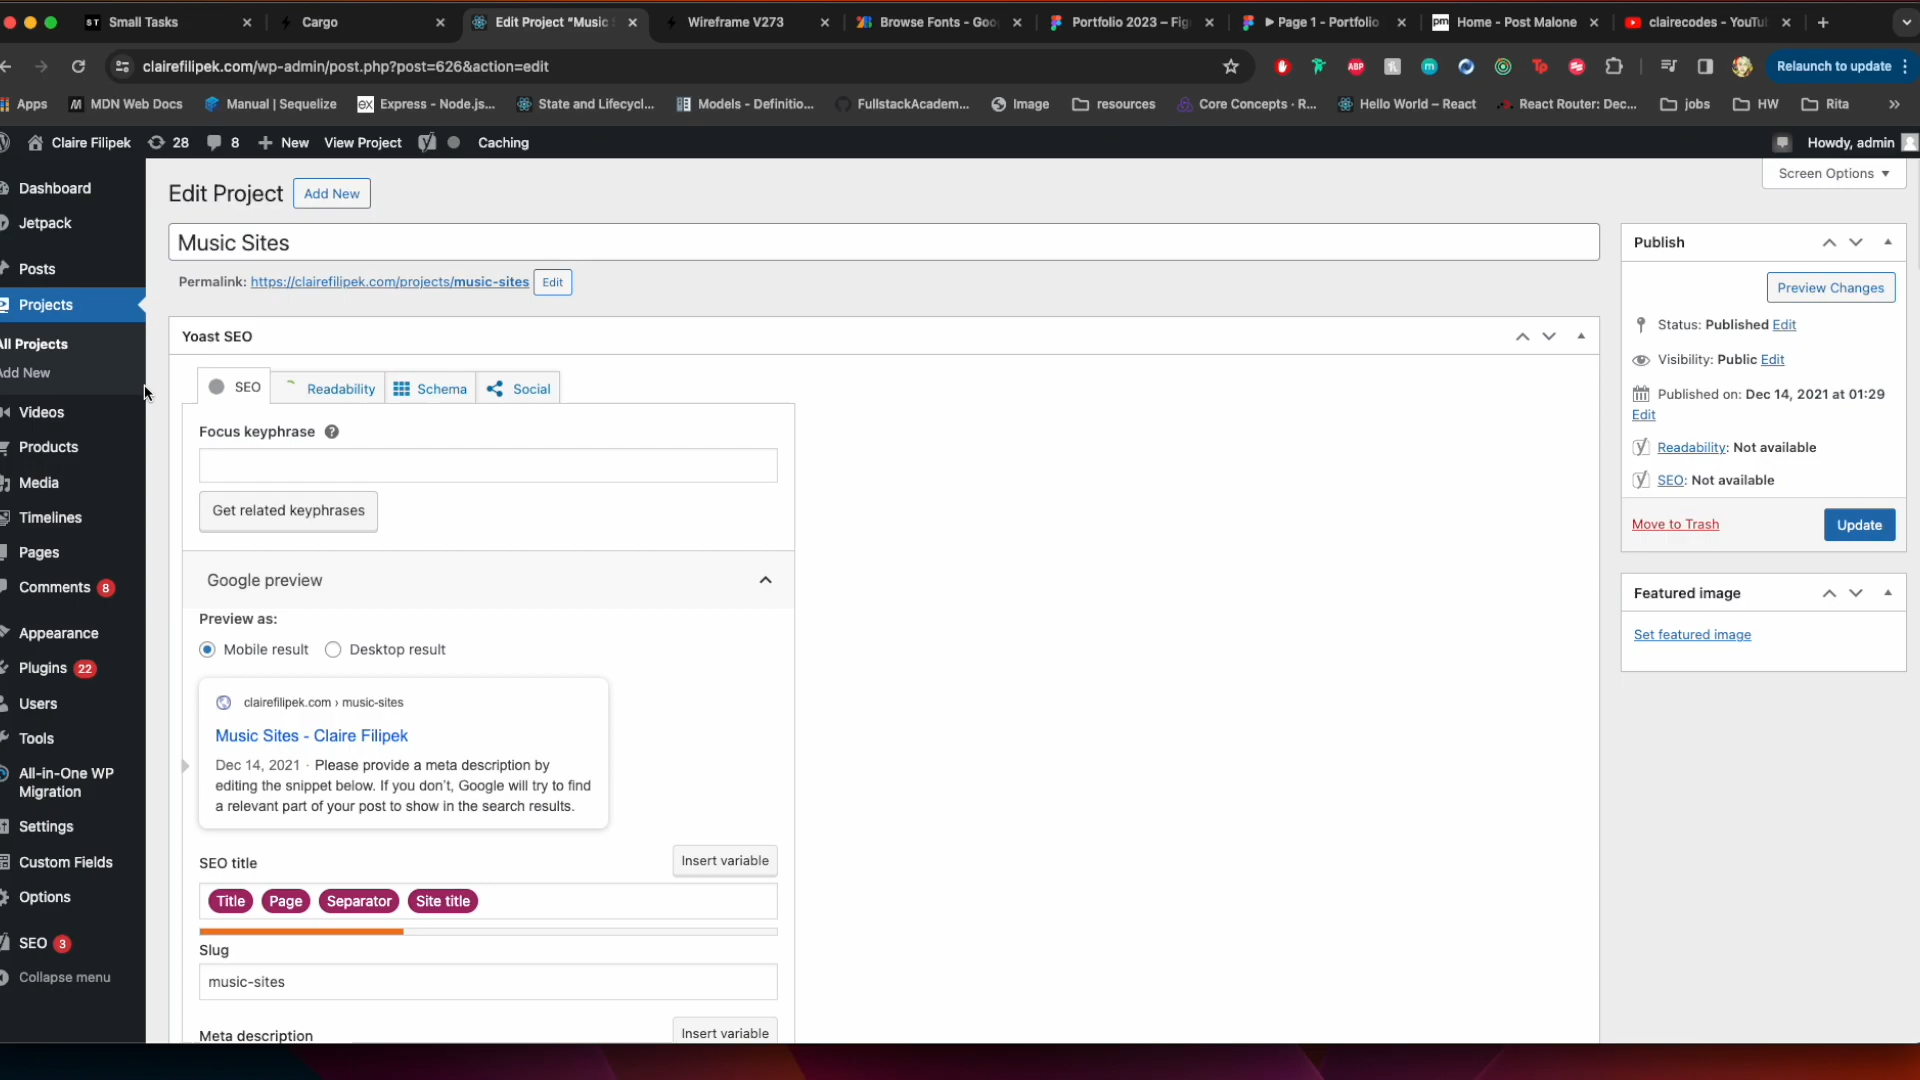 ST Small Tasks
Cargo
Edit Project "Music
Wireframe V273
Browse Fonts - Goo
Portfolio 2023 – Fig
Page 1 - Portfolio
pm Home - Post Malone
clairecodes - YouTu
clairefilipek.com/wp-admin/post.php?post=626&action=edit
ABP
Relaunch to update
Apps
MDN Web Docs
Manual | Sequelize
ex Express - Node.js...
State and Lifecycl...
Models - Definitio...
FullstackAcadem...
Image
resources
Core Concepts · R...
Hello World – React
React Router: Dec...
jobs
HW
Rita
»
Claire Filipek
28
8
New
View Project
Caching
Howdy, admin
Dashboard
Jetpack
Posts
Projects
All Projects
Add New
Videos
Products
Media
Timelines
Pages
Comments 8
Appearance
Plugins 22
Users
Tools
All-in-One WP
Migration
Settings
Custom Fields
Options
SEO 3
Collapse menu
Edit Project
Add New
Screen Options
Music Sites
Permalink: https://clairefilipek.com/projects/music-sites Edit
Yoast SEO
SEO
Readability
Schema
Social
Focus keyphrase ?
Get related keyphrases
Google preview
Preview as:
Mobile result
Desktop result
clairefilipek.com › music-sites
Music Sites - Claire Filipek
Dec 14, 2021 · Please provide a meta description by
editing the snippet below. If you don't, Google will try to find
a relevant part of your post to show in the search results.
SEO title
Insert variable
Title Page Separator Site title
Slug
music-sites
Meta description
Insert variable
Publish
Preview Changes
Status: Published Edit
Visibility: Public Edit
Published on: Dec 14, 2021 at 01:29
Edit
Readability: Not available
SEO: Not available
Move to Trash
Update
Featured image
Set featured image